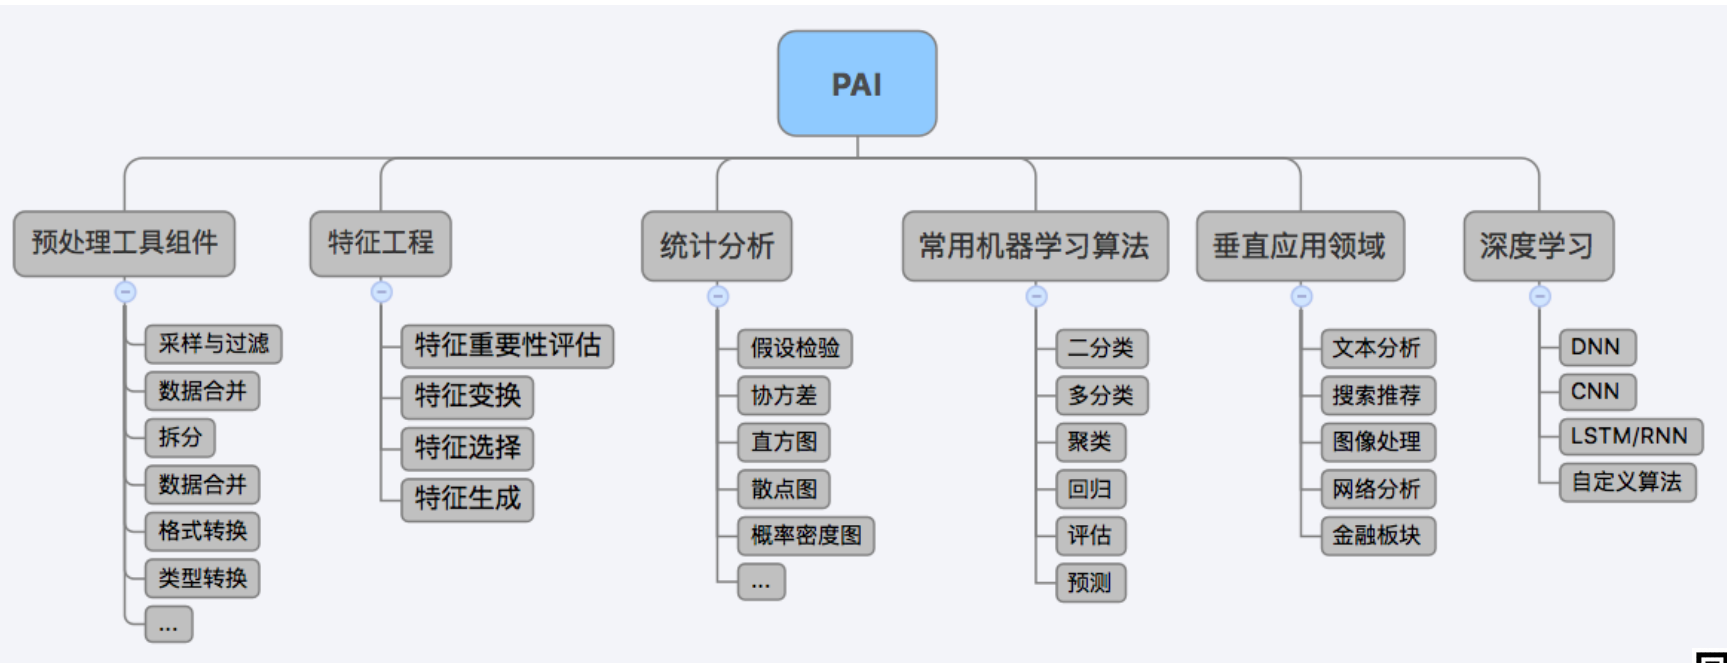 PAI
预处理工具组件
采样与过滤
数据合并
拆分
数据合并
格式转换
类型转换
...
特征工程
特征重要性评估
特征变换
特征选择
特征生成
统计分析
假设检验
协方差
直方图
散点图
概率密度图
...
常用机器学习算法
二分类
多分类
聚类
回归
评估
预测
垂直应用领域
文本分析
搜索推荐
图像处理
网络分析
金融板块
深度学习
DNN
CNN
LSTM/RNN
自定义算法